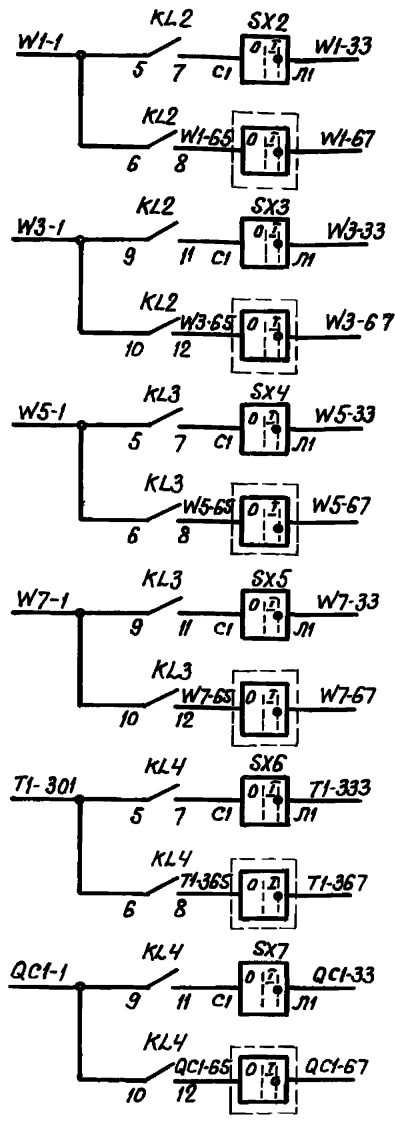 KL2 SX2
W1-1 O I W1-33
5 7 C1 Л1
KL2
W1-65 O I W1-67
6 8
KL2 SX3
W3-1 O I W3-33
9 11 C1 Л1
KL2
W3-65 O I W3-67
10 12
KL3 SX4
W5-1 O I W5-33
5 7 C1 Л1
KL3
W5-65 O I W5-67
6 8
KL3 SX5
W7-1 O I W7-33
9 11 C1 Л1
KL3
W7-65 O I W7-67
10 12
KL4 SX6
T1-301 O I T1-333
5 7 C1 Л1
KL4
T1-365 O I T1-367
6 8
KL4 SX7
QC1-1 O I QC1-33
9 11 C1 Л1
KL4
QC1-65 O I QC1-67
10 12